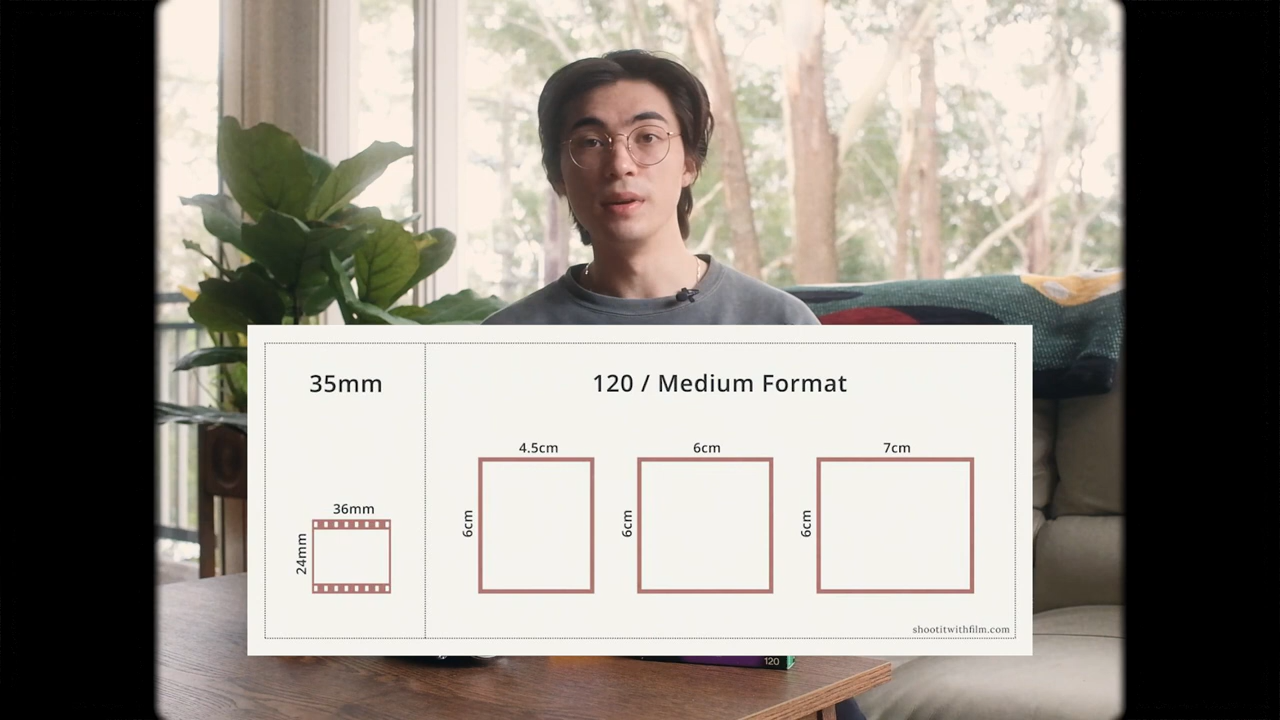 35mm
120 / Medium Format
4.5cm
6cm
7cm
36mm
24mm
6cm
6cm
6cm
shootitwithfilm.com
120